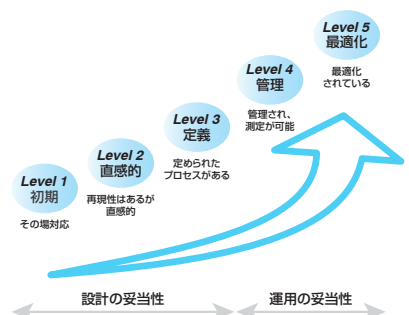 Level 5
最適化
最適化
されている
Level 4
管理
管理され、
測定が可能
Level 3
定義
定められた
プロセスがある
Level 2
直感的
再現性はあるが
直感的
Level 1
初期
その場対応
設計の妥当性
運用の妥当性